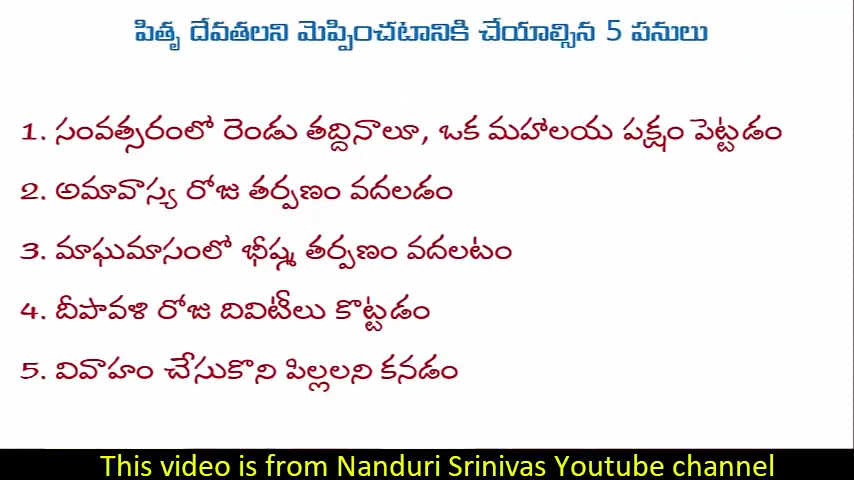 పితృ దేవతలని మెప్పించటానికి చేయాల్సిన 5 పనులు
1. సంవత్సరంలో రెండు తద్దినాలూ, ఒక మహాలయ పక్షం పెట్టడం
2. అమావాస్య రోజు తర్పణం వదలడం
3. మాఘమాసంలో భీష్మ తర్పణం వదలటం
4. దీపావళి రోజు దివిటీలు కొట్టడం
5. వివాహం చేసుకొని పిల్లలని కనడం
This video is from Nanduri Srinivas Youtube channel